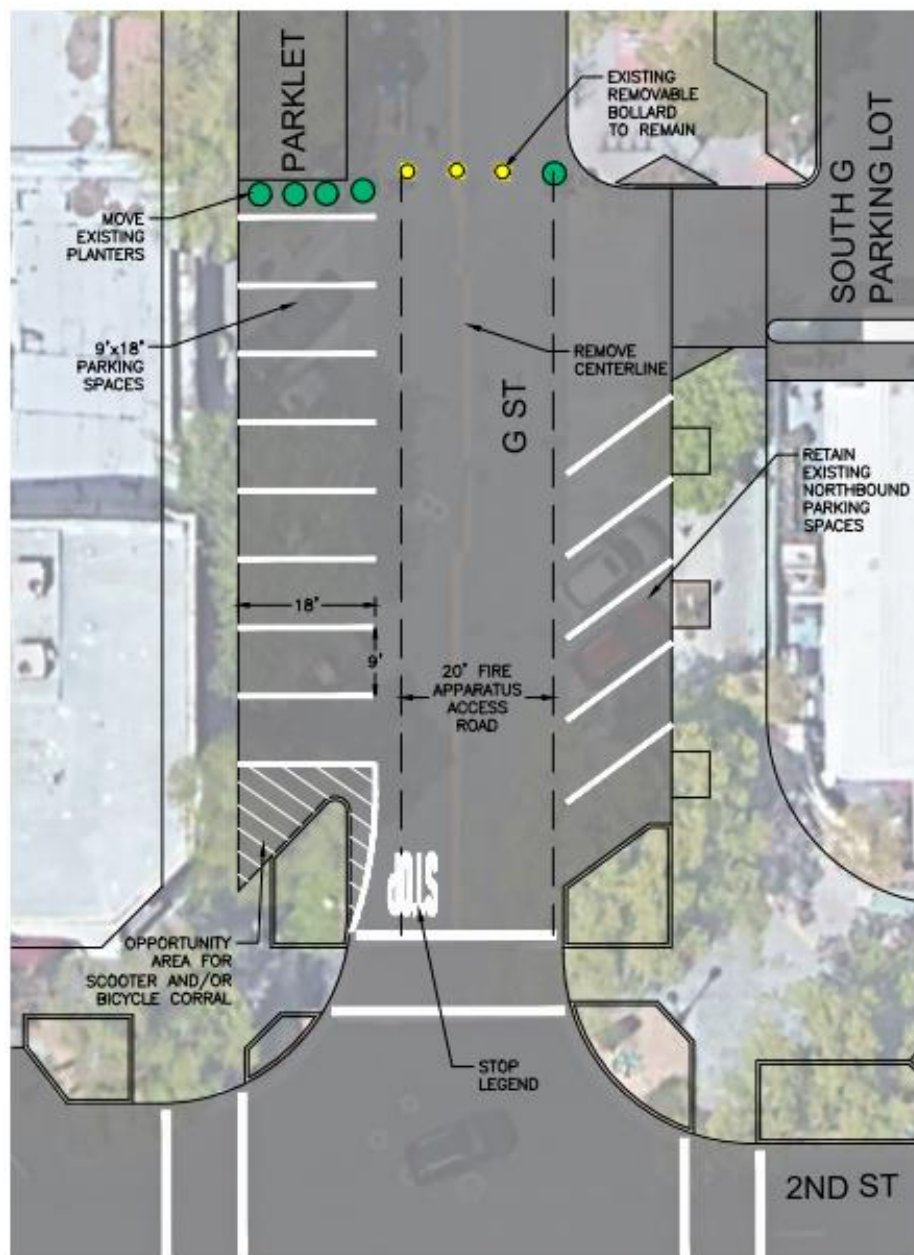 PARKLET
EXISTING
REMOVABLE
BOLLARD
TO REMAIN
SOUTH G
PARKING LOT
MOVE
EXISTING
PLANTERS
9'x18'
PARKING
SPACES
REMOVE
CENTERLINE
G ST
RETAIN
EXISTING
NORTHBOUND
PARKING
SPACES
18'
9'
20' FIRE
APPARATUS
ACCESS
ROAD
STOP
OPPORTUNITY
AREA FOR
SCOOTER AND/OR
BICYCLE CORRAL
STOP
LEGEND
2ND ST